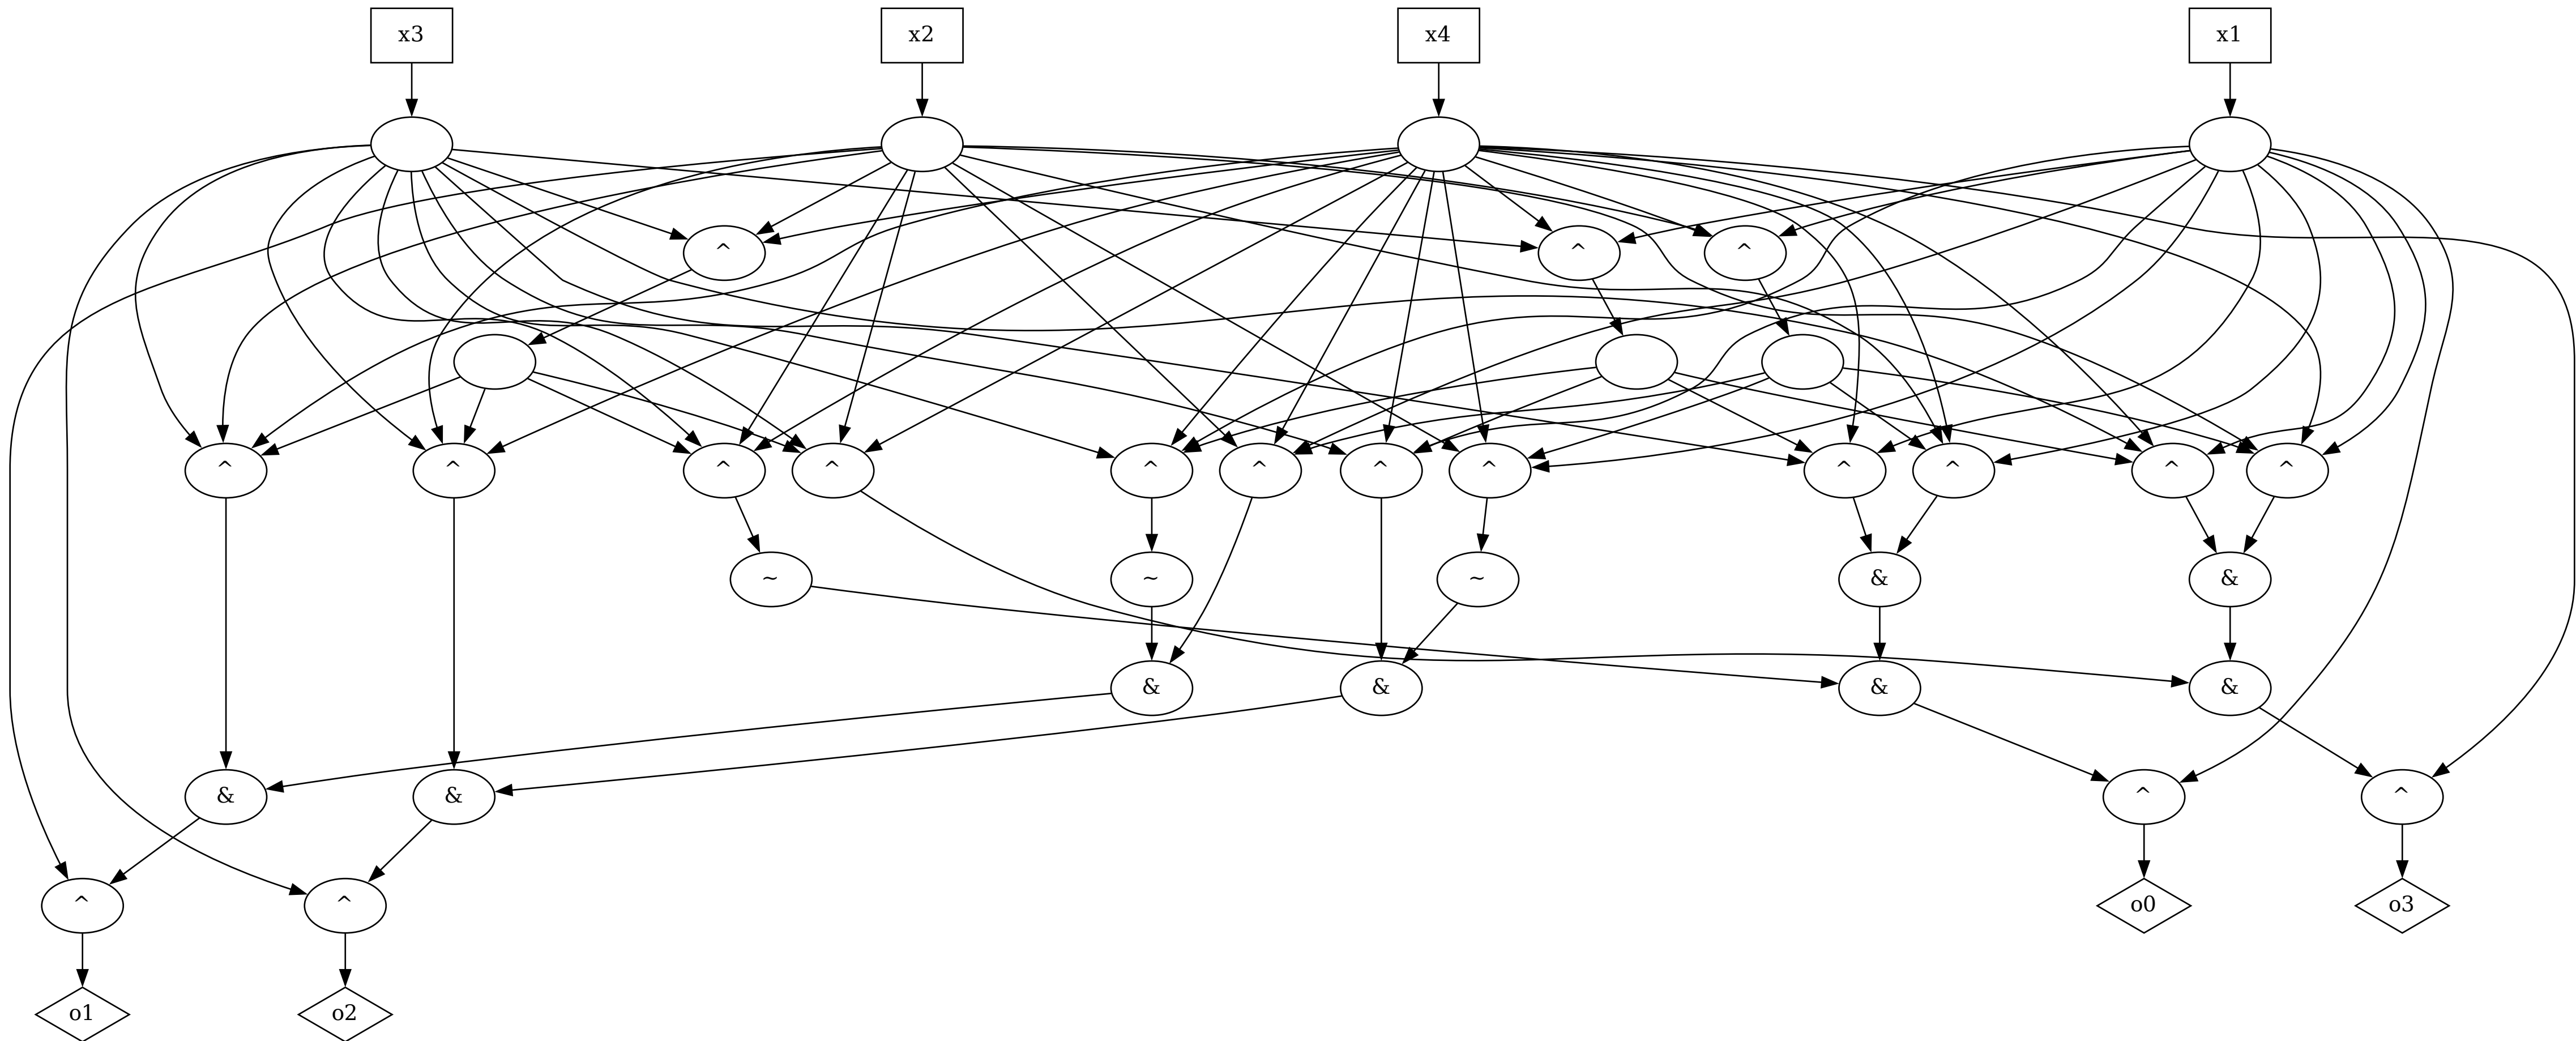 x3 x2 x4 x1
^ ^ ^
^ ^ ^ ^ ^ ^ ^ ^ ^ ^ ^ ^
~ ~ ~ & &
& & & &
& & ^ ^
^ ^ o0 o3
o1 o2